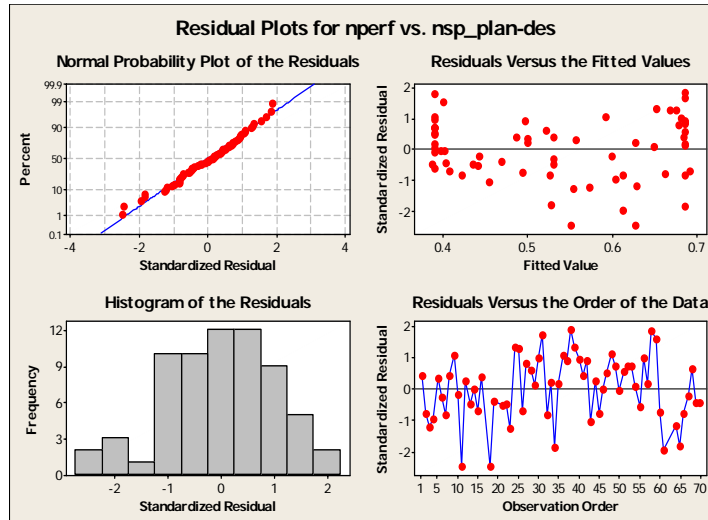 Residual Plots for nperf vs. nsp_plan-des
Normal Probability Plot of the Residuals
99.9
99
90
50
10
1
0.1
Percent
-4 -2 0 2 4
Standardized Residual
Residuals Versus the Fitted Values
2
1
0
-1
-2
Standardized Residual
0.4 0.5 0.6 0.7
Fitted Value
Histogram of the Residuals
12
9
6
3
0
Frequency
-2 -1 0 1 2
Standardized Residual
Residuals Versus the Order of the Data
2
1
0
-1
-2
Standardized Residual
1 5 10 15 20 25 30 35 40 45 50 55 60 65 70
Observation Order